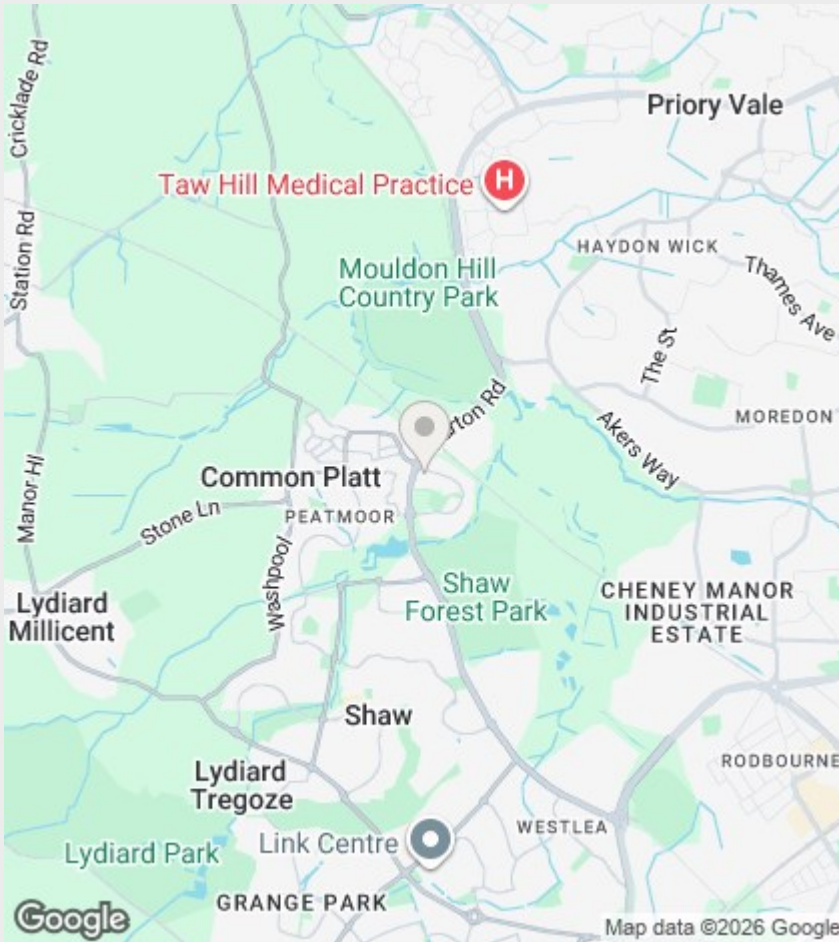 Cricklade Rd
Priory Vale
Taw Hill Medical Practice
H
HAYDON WICK
Station Rd
Mouldon Hill
Country Park
Thames Ave
The St
Akers Way
MOREDON
Common Platt
Manor Hl
Stone Ln
PEATMOOR
Washpool
Shaw
Forest Park
CHENEY MANOR
INDUSTRIAL
ESTATE
Lydiard
Millicent
Shaw
Lydiard
Tregoze
RODBOURNE
WESTLEA
Link Centre
Lydiard Park
GRANGE PARK
Google
Map data ©2026 Google